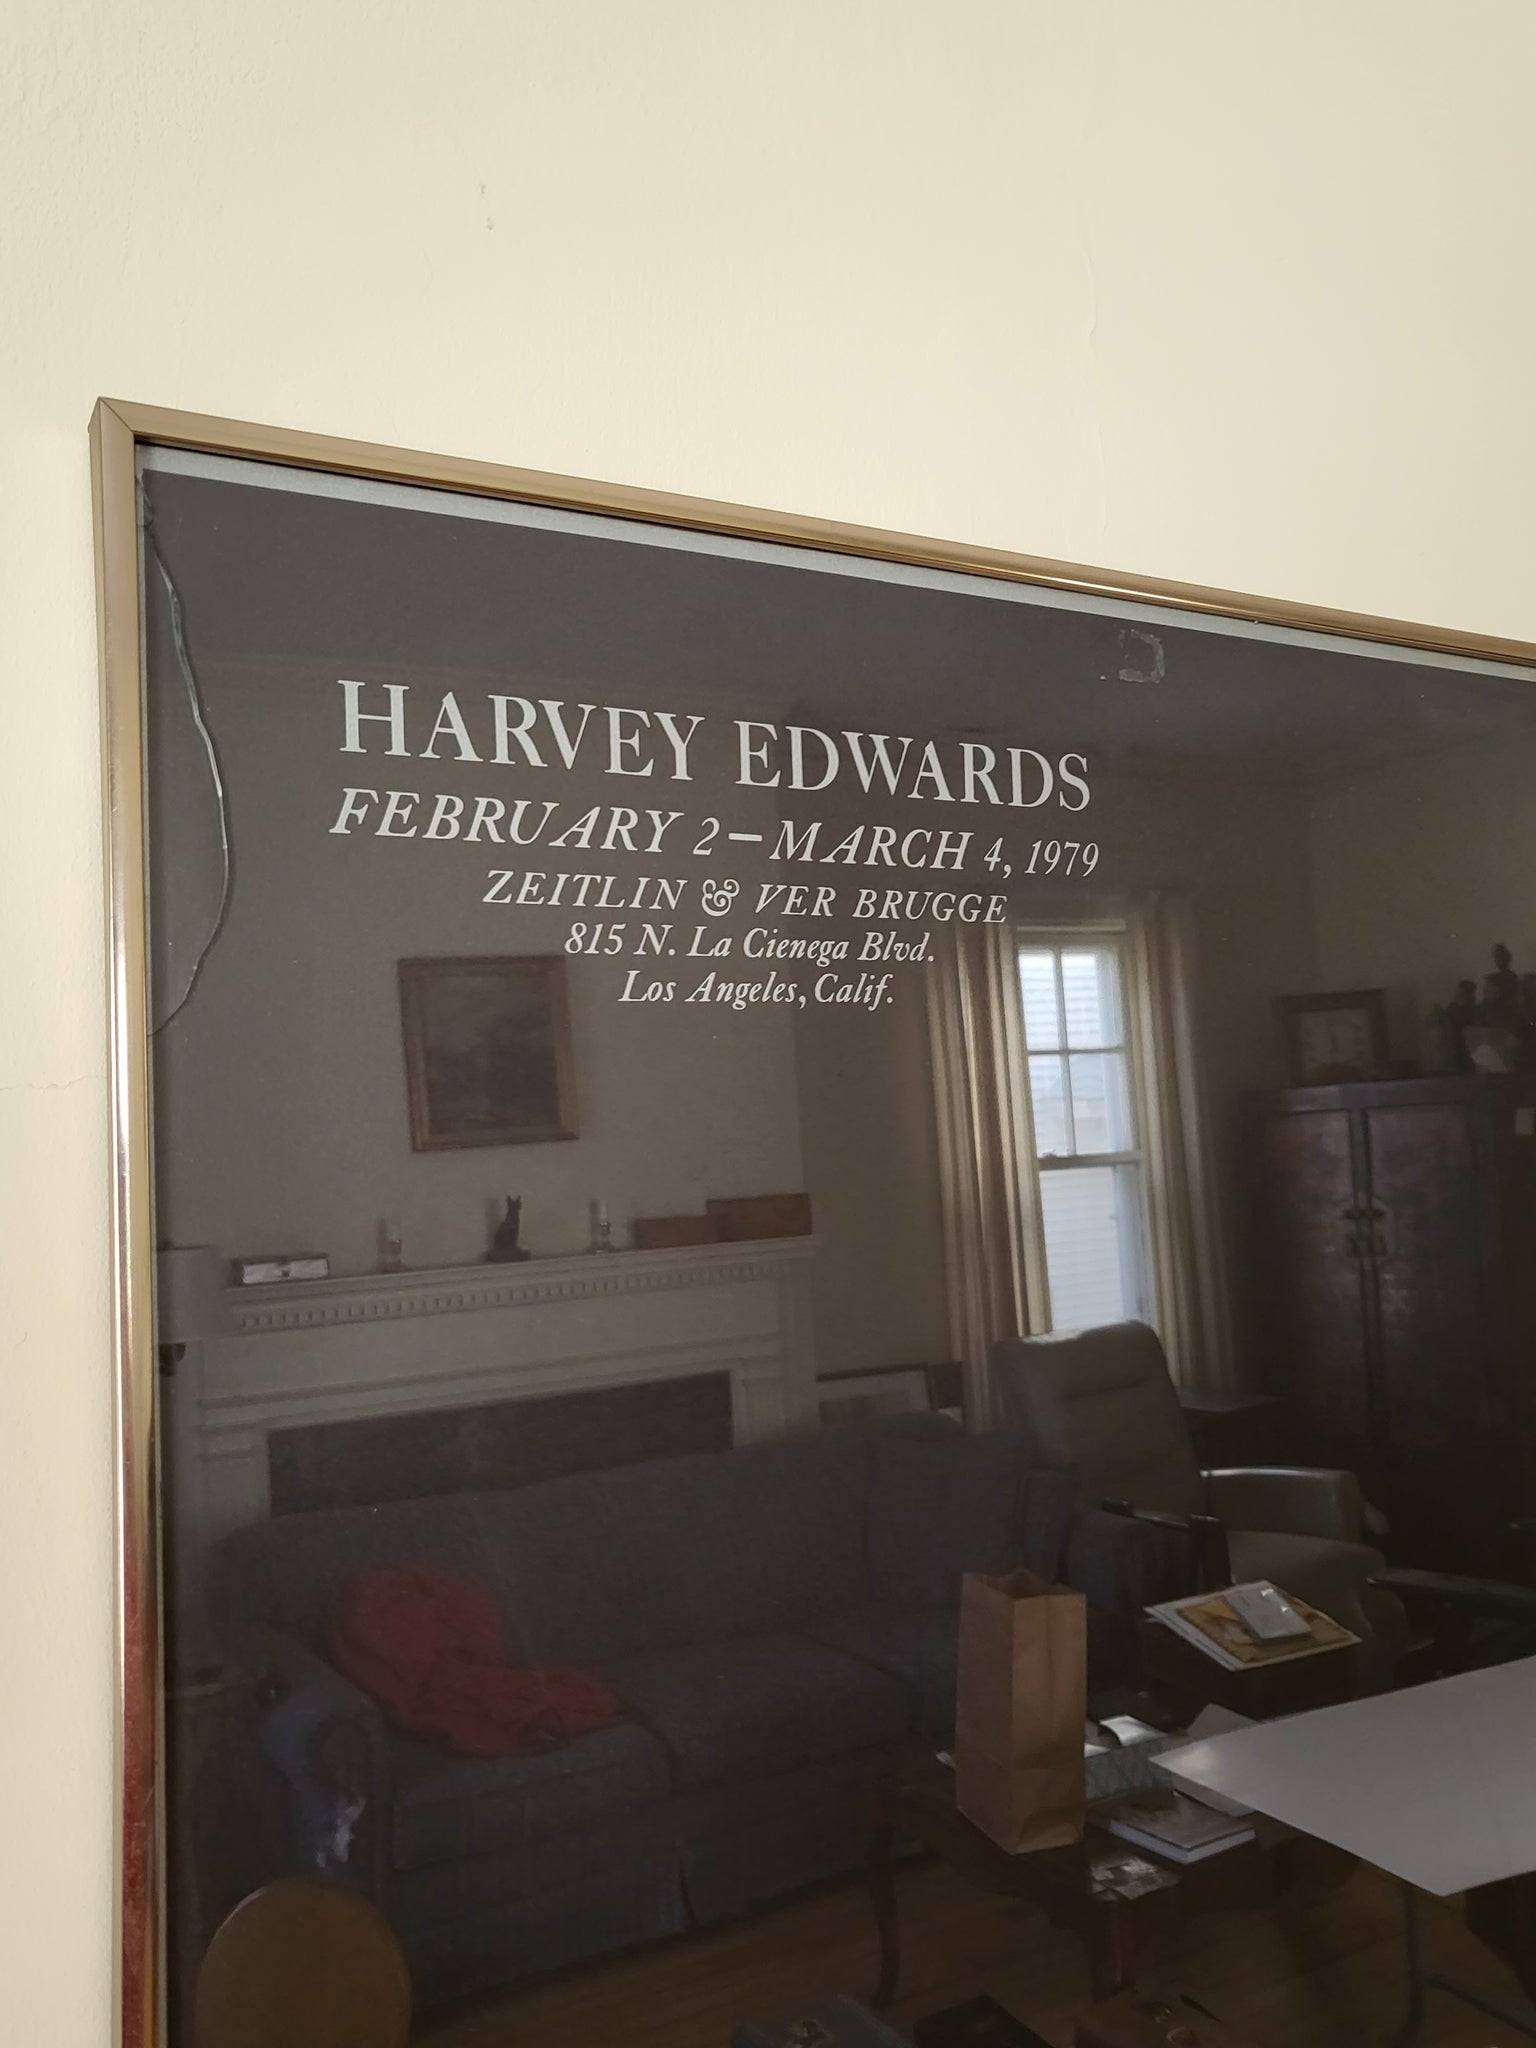 HARVEY EDWARDS
FEBRUARY 2—MARCH 4, 1979
ZEITLIN & VER BRUGGE
815 N. La Cienega Blvd.
Los Angeles, Calif.